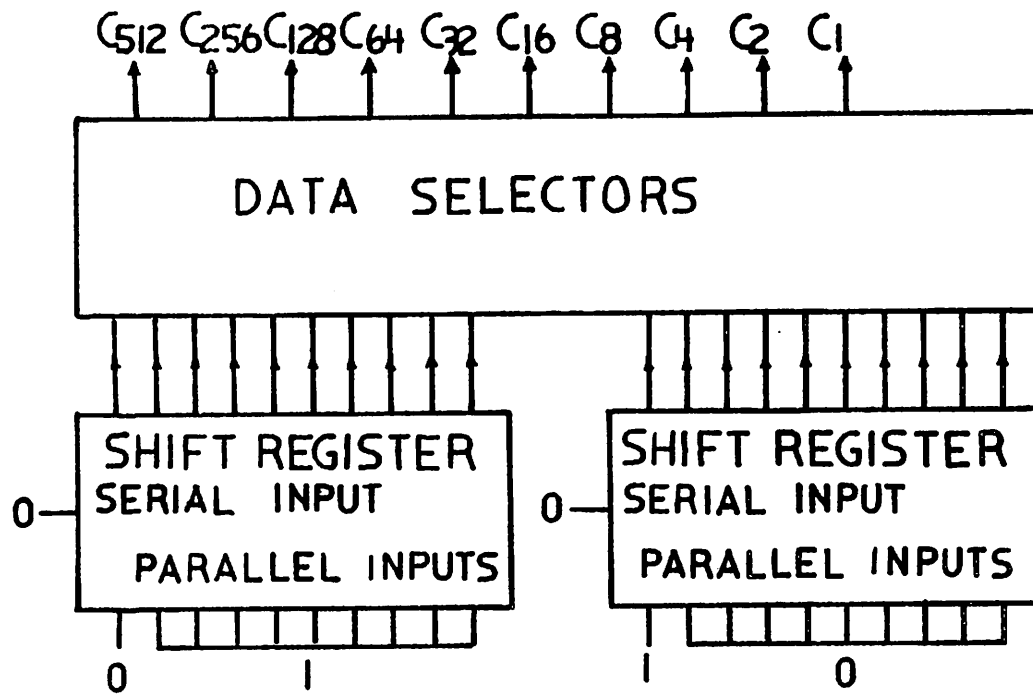 C512 C256 C128 C64 C32 C16 C8 C4 C2 C1
DATA SELECTORS
SHIFT REGISTER
0 SERIAL INPUT
PARALLEL INPUTS
0 1
SHIFT REGISTER
0 SERIAL INPUT
PARALLEL INPUTS
1 0